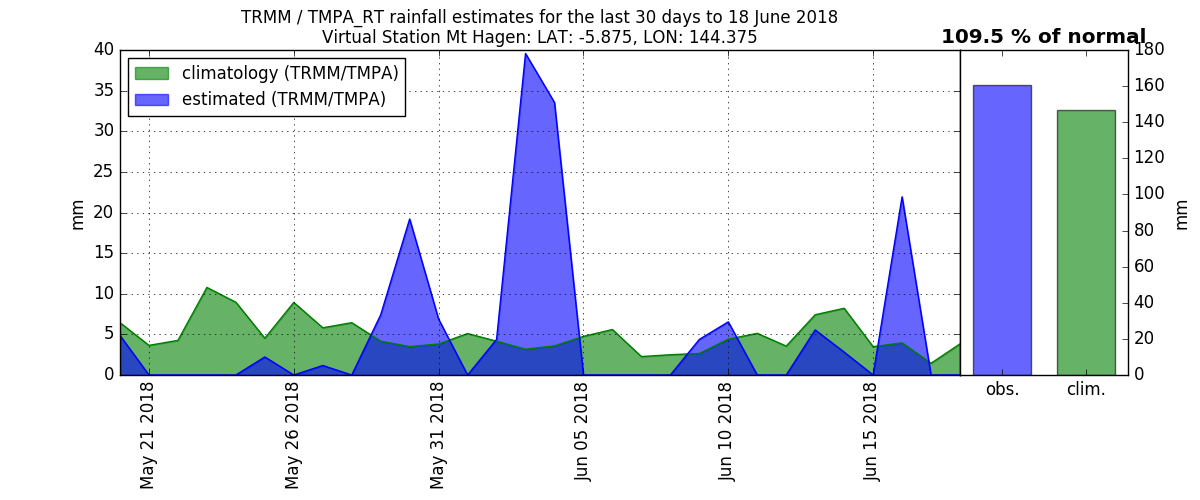 TRMM / TMPA_RT rainfall estimates for the last 30 days to 18 June 2018
Virtual Station Mt Hagen: LAT: -5.875, LON: 144.375
109.5 % of normal
climatology (TRMM/TMPA)
estimated (TRMM/TMPA)
40
35
30
25
20
15
10
5
0
mm
May 21 2018
May 26 2018
May 31 2018
Jun 05 2018
Jun 10 2018
Jun 15 2018
180
160
140
120
100
80
60
40
20
0
mm
obs.
clim.